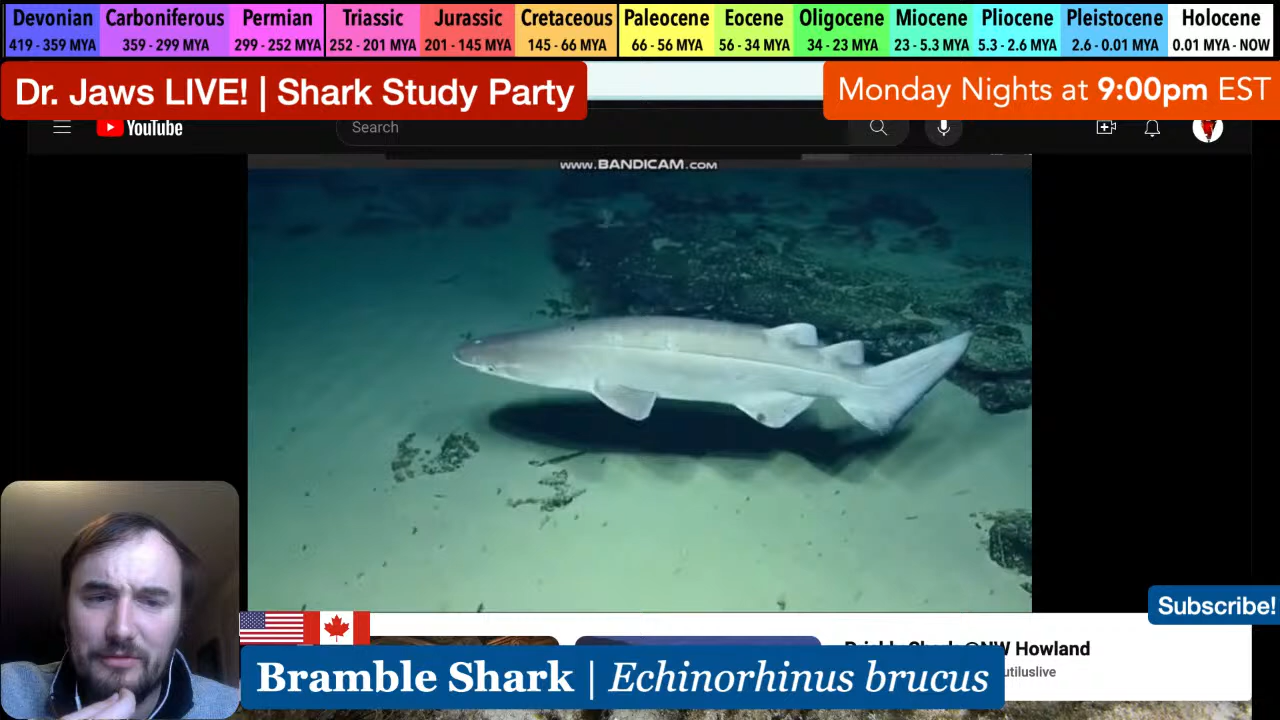 Devonian
419 - 359 MYA
Carboniferous
359 - 299 MYA
Permian
299 - 252 MYA
Triassic
252 - 201 MYA
Jurassic
201 - 145 MYA
Cretaceous
145 - 66 MYA
Paleocene
66 - 56 MYA
Eocene
56 - 34 MYA
Oligocene
34 - 23 MYA
Miocene
23 - 5.3 MYA
Pliocene
5.3 - 2.6 MYA
Pleistocene
2.6 - 0.01 MYA
Holocene
0.01 MYA - NOW
Dr. Jaws LIVE! | Shark Study Party
Monday Nights at 9:00pm EST
YouTube
Search
www.BANDICAM.com
Subscribe!
Howland
Bramble Shark | Echinorhinus brucus